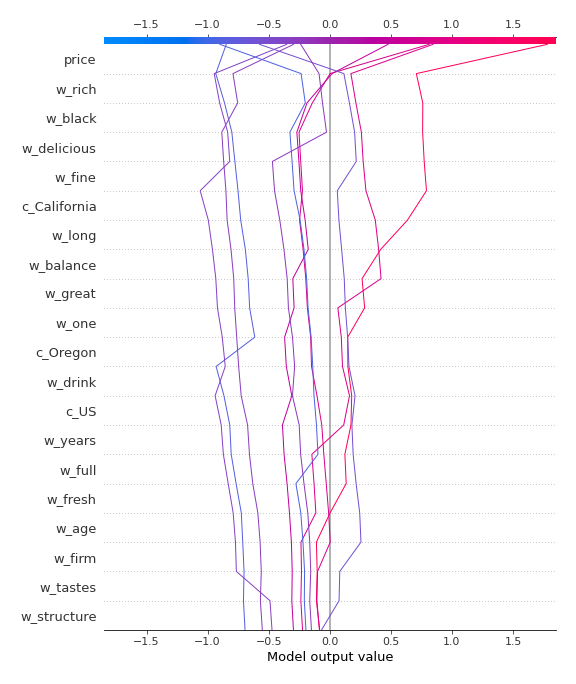 −1.5 −1.0 −0.5 0.0 0.5 1.0 1.5
price
w_rich
w_black
w_delicious
w_fine
c_California
w_long
w_balance
w_great
w_one
c_Oregon
w_drink
c_US
w_years
w_full
w_fresh
w_age
w_firm
w_tastes
w_structure
−1.5 −1.0 −0.5 0.0 0.5 1.0 1.5
Model output value